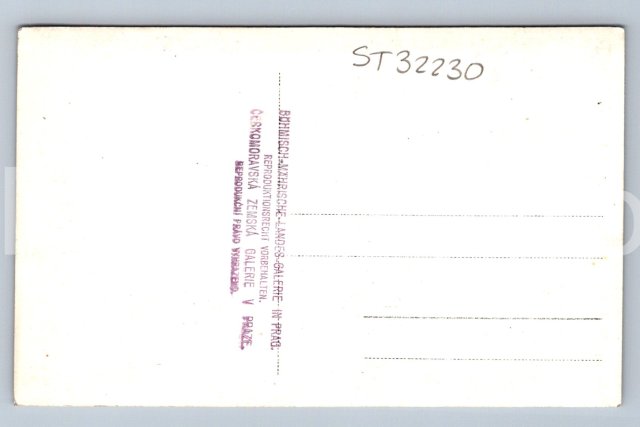 ST32230
BÖHMISCH-MÄHRISCHE-LANDES-GALERIE IN PRAG.
REPRODUKTIONSRECHT VORBEHALTEN.
ČESKOMORAVSKÁ ZEMSKÁ GALERIE V PRAZE.
REPRODUKČNÍ PRÁVO VYHRAZENO.